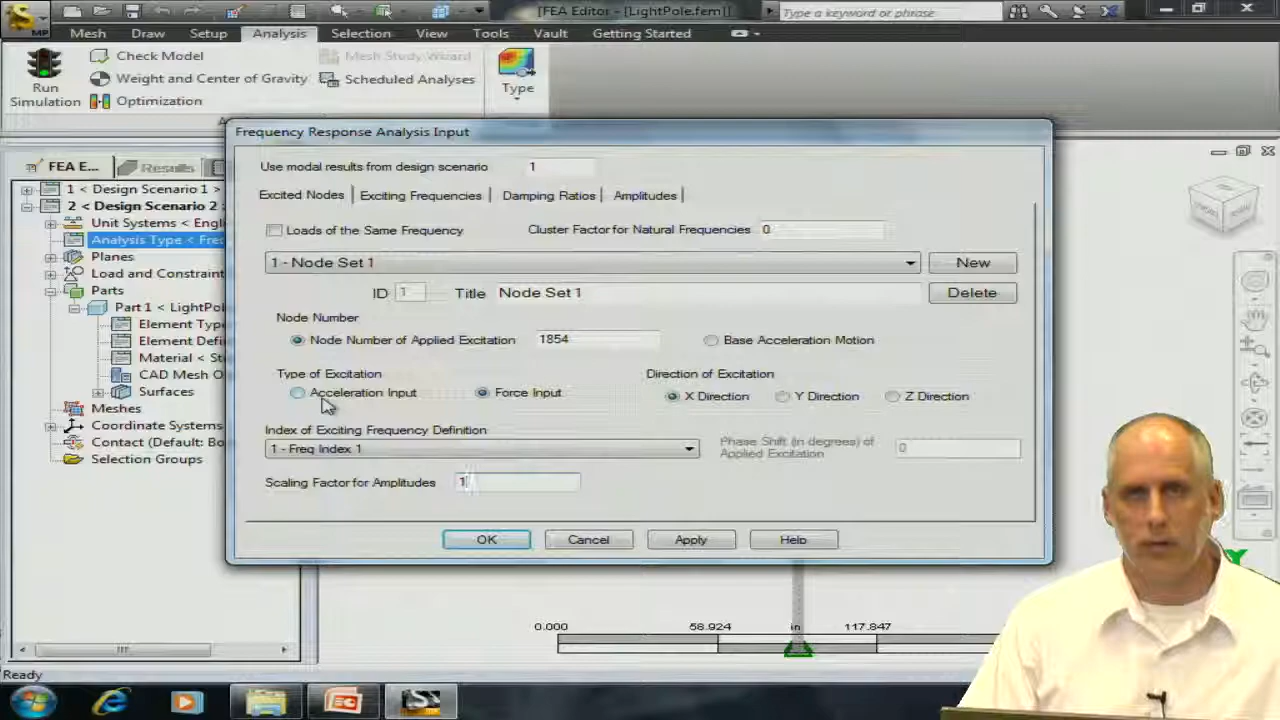 MP
[FEA Editor - [LightPole.fem]]
Type a keyword or phrase
Mesh Draw Setup Analysis Selection View Tools Vault Getting Started
Run
Simulation
Check Model
Weight and Center of Gravity
Optimization
Mesh Study Wizard
Scheduled Analyses
Type
Frequency Response Analysis Input
Use modal results from design scenario 1
Excited Nodes Exciting Frequencies Damping Ratios Amplitudes
Loads of the Same Frequency Cluster Factor for Natural Frequencies 0
1 - Node Set 1 New
ID 1 Title Node Set 1 Delete
Node Number
Node Number of Applied Excitation 1854 Base Acceleration Motion
Type of Excitation Direction of Excitation
Acceleration Input Force Input X Direction Y Direction Z Direction
Index of Exciting Frequency Definition
1 - Freq Index 1
Phase Shift (in degrees) of
Applied Excitation 0
Scaling Factor for Amplitudes 1
OK Cancel Apply Help
FEA E... Results
1 < Design Scenario 1 >
2 < Design Scenario 2
Unit Systems < Engl
Analysis Type < Fre
Planes
Load and Constraint
Parts
Part 1 < LightPol
Element Typ
Element Defi
Material < St
CAD Mesh O
Surfaces
Meshes
Coordinate Systems
Contact (Default: Bo
Selection Groups
0.000 58.924 in 117.847
Y
Ready